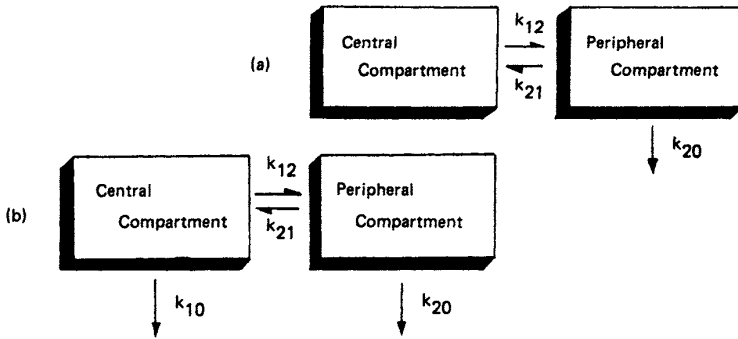 (a)
Central
Compartment
k12
k21
Peripheral
Compartment
k20
(b)
Central
Compartment
k12
k21
Peripheral
Compartment
k10
k20